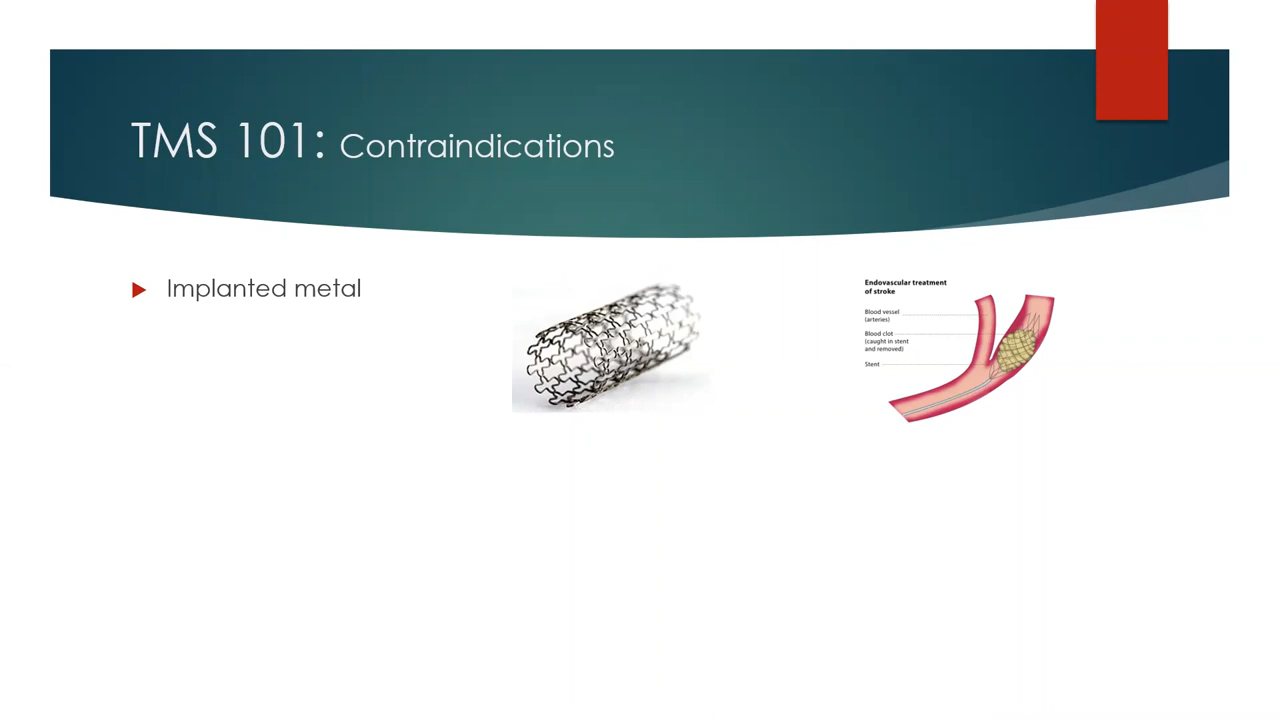 TMS 101: Contraindications
Implanted metal
Endovascular treatment
of stroke
Blood vessel
(arteries)
Blood clot
(caught in stent
and removed)
Stent